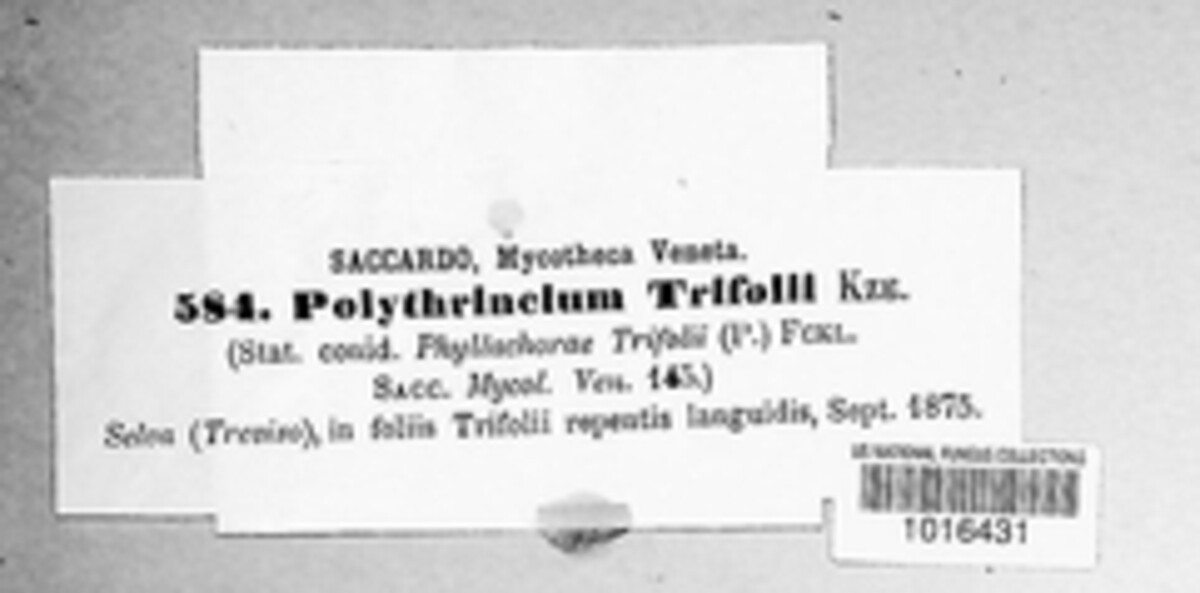 SACCARDO, Mycotheca Veneta.
584. Polythrincium Trifolii KZE.
(Stat. conid. Phyllachorae Trifolii (P.) FCKL.
SACC. Mycol. Ven. 145.)
Selva (Treviso), in foliis Trifolii repentis languidis, Sept. 1875.
US NATIONAL FUNGUS COLLECTIONS
1016431